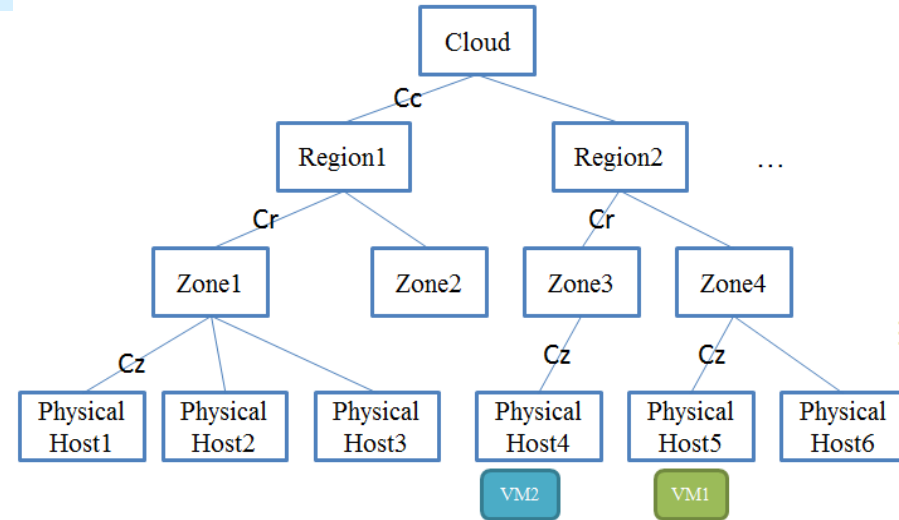 Cloud
Cc
Region1
Region2
...
Cr
Cr
Zone1
Zone2
Zone3
Zone4
Cz
Cz
Cz
Physical
Host1
Physical
Host2
Physical
Host3
Physical
Host4
Physical
Host5
Physical
Host6
VM2
VM1